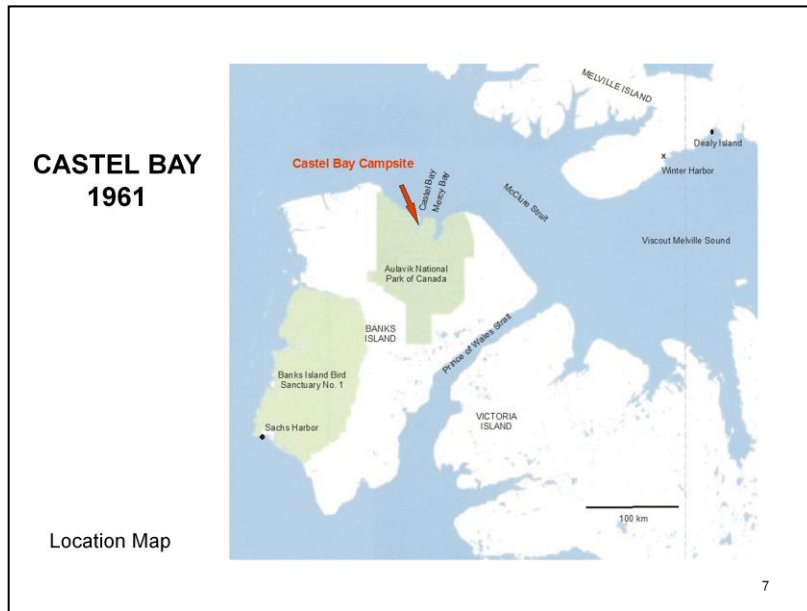 CASTEL BAY
1961
MELVILLE ISLAND
Dealy Island
Castel Bay Campsite
x
Winter Harbor
Castel Bay
Mercy Bay
McClure Strait
Viscout Melville Sound
Aulavik National
Park of Canada
BANKS
ISLAND
Prince of Wales Strait
Banks Island Bird
Sanctuary No. 1
VICTORIA
ISLAND
Sachs Harbor
100 km
Location Map
7